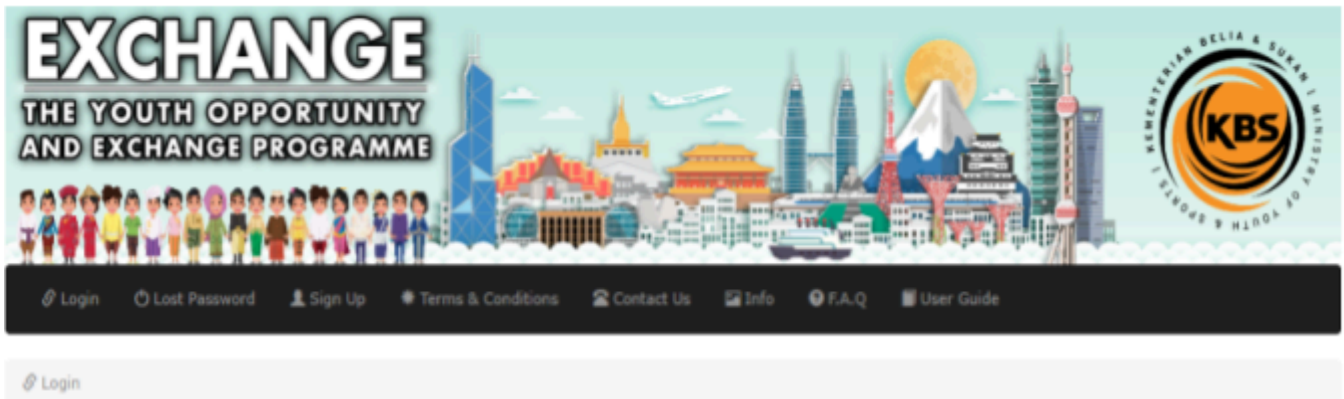 EXCHANGE
THE YOUTH OPPORTUNITY
AND EXCHANGE PROGRAMME
KEMENTERIAN BELIA & SUKAN | MINISTRY OF YOUTH & SPORTS |
KBS
Login Lost Password Sign Up Terms & Conditions Contact Us Info F.A.Q User Guide
Login